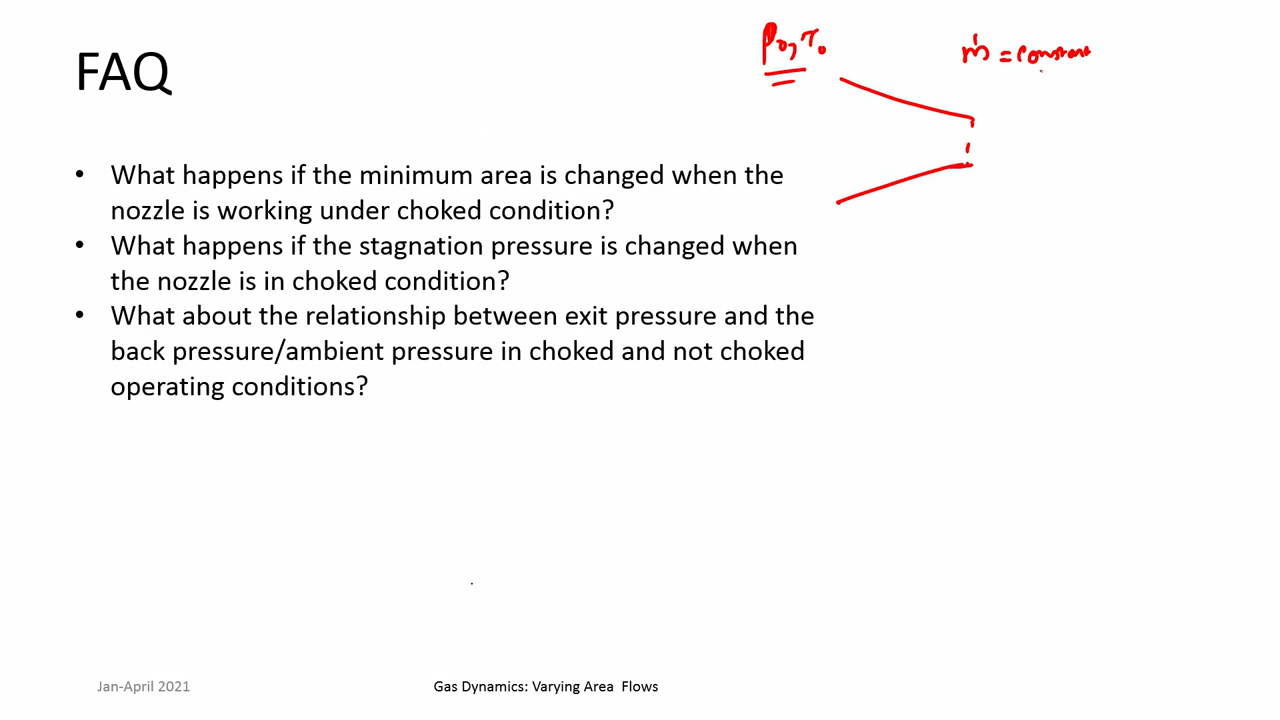 P₀, T₀
ṁ = constant
FAQ
• What happens if the minimum area is changed when the
nozzle is working under choked condition?
• What happens if the stagnation pressure is changed when
the nozzle is in choked condition?
• What about the relationship between exit pressure and the
back pressure/ambient pressure in choked and not choked
operating conditions?
Jan-April 2021
Gas Dynamics: Varying Area Flows